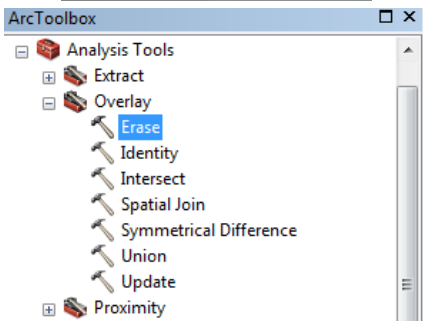 ArcToolbox
Analysis Tools
Extract
Overlay
Erase
Identity
Intersect
Spatial Join
Symmetrical Difference
Union
Update
Proximity